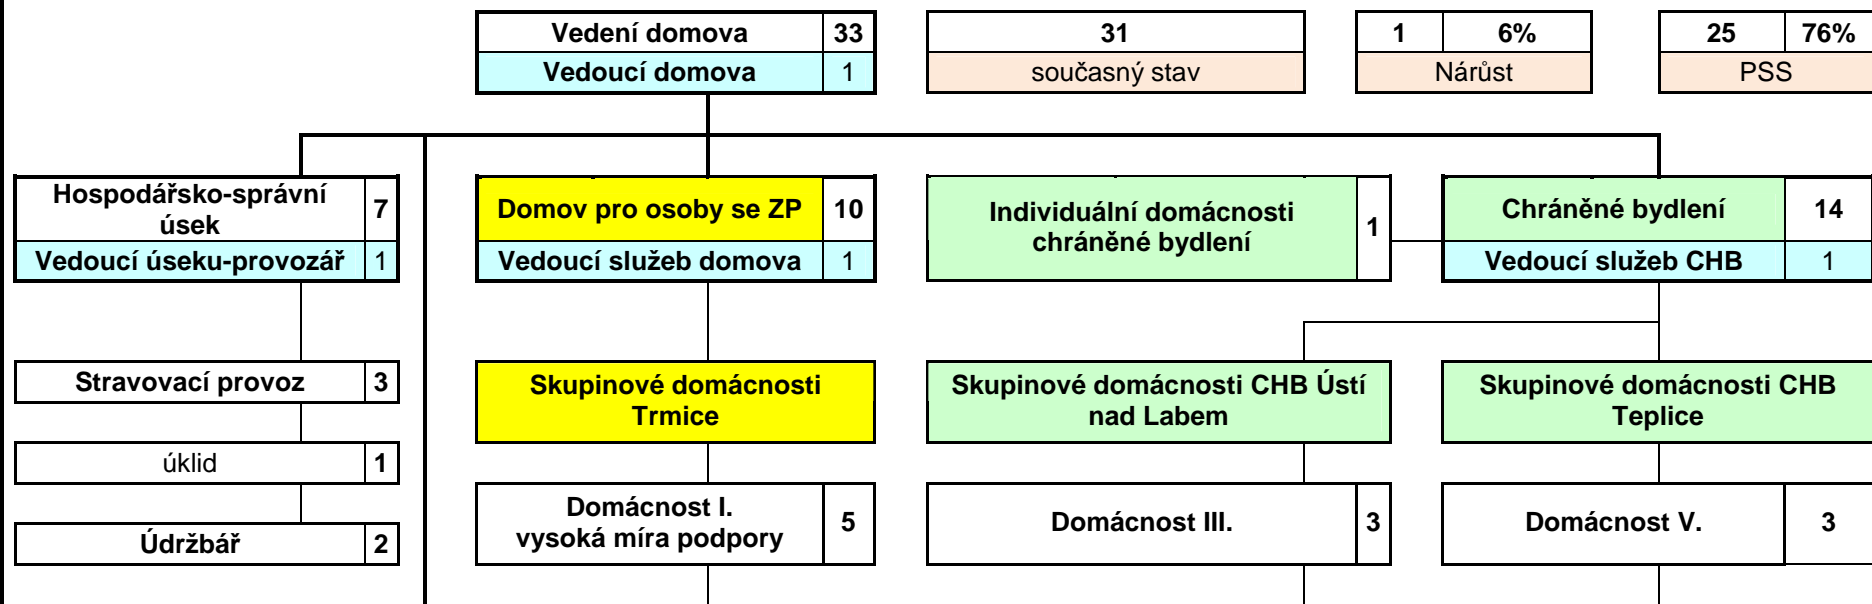 Vedení domova 33
Vedoucí domova 1
31
současný stav
1 6%
Nárůst
25 76%
PSS
Hospodářsko-správní
úsek
7
Vedoucí úseku-provozář 1
Domov pro osoby se ZP 10
Vedoucí služeb domova 1
Individuální domácnosti
chráněné bydlení
1
Chráněné bydlení 14
Vedoucí služeb CHB 1
Stravovací provoz 3
Skupinové domácnosti
Trmice
Skupinové domácnosti CHB Ústí
nad Labem
Skupinové domácnosti CHB
Teplice
úklid 1
Údržbář 2
Domácnost I.
vysoká míra podpory
5
Domácnost III. 3
Domácnost V. 3